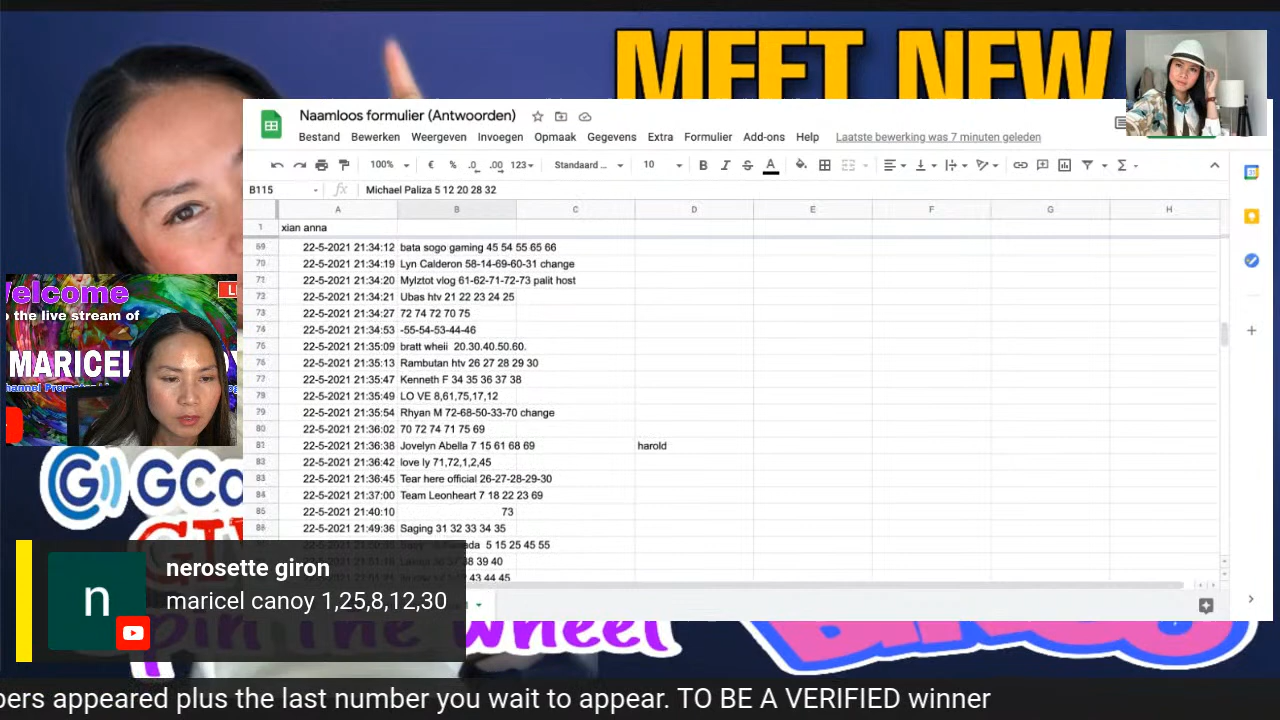 MEET NEW
Naamloos formulier (Antwoorden)
Bestand Bewerken Weergeven Invoegen Opmaak Gegevens Extra Formulier Add-ons Help Laatste bewerking was 7 minuten geleden
100% € % .0 .00 123 Standaard ... 10 B I S A
B115 fx Michael Paliza 5 12 20 28 32
A B C D E F G H
1 xian anna
69 22-5-2021 21:34:12 bata sogo gaming 45 54 55 65 66
70 22-5-2021 21:34:19 Lyn Calderon 58-14-69-60-31 change
71 22-5-2021 21:34:20 Mylztot vlog 61-62-71-72-73 palit host
72 22-5-2021 21:34:21 Ubas htv 21 22 23 24 25
73 22-5-2021 21:34:27 72 74 72 70 75
74 22-5-2021 21:34:53 -55-54-53-44-46
75 22-5-2021 21:35:09 bratt wheii 20.30.40.50.60.
76 22-5-2021 21:35:13 Rambutan htv 26 27 28 29 30
77 22-5-2021 21:35:47 Kenneth F 34 35 36 37 38
78 22-5-2021 21:35:49 LO VE 8,61,75,17,12
79 22-5-2021 21:35:54 Rhyan M 72-68-50-33-70 change
80 22-5-2021 21:36:02 70 72 74 71 75 69
81 22-5-2021 21:36:38 Jovelyn Abella 7 15 61 68 69 harold
82 22-5-2021 21:36:42 love ly 71,72,1,2,45
83 22-5-2021 21:36:45 Tear here official 26-27-28-29-30
84 22-5-2021 21:37:00 Team Leonheart 7 18 22 23 69
85 22-5-2021 21:40:10 73
86 22-5-2021 21:49:36 Saging 31 32 33 34 35
5 15 25 45 55
38 39 40
43 44 45
Welcome
o the live stream of
MARICEL
GCa
nerosette giron
maricel canoy 1,25,8,12,30
n
Spin The Wheel
BINGO
bers appeared plus the last number you wait to appear. TO BE A VERIFIED winner